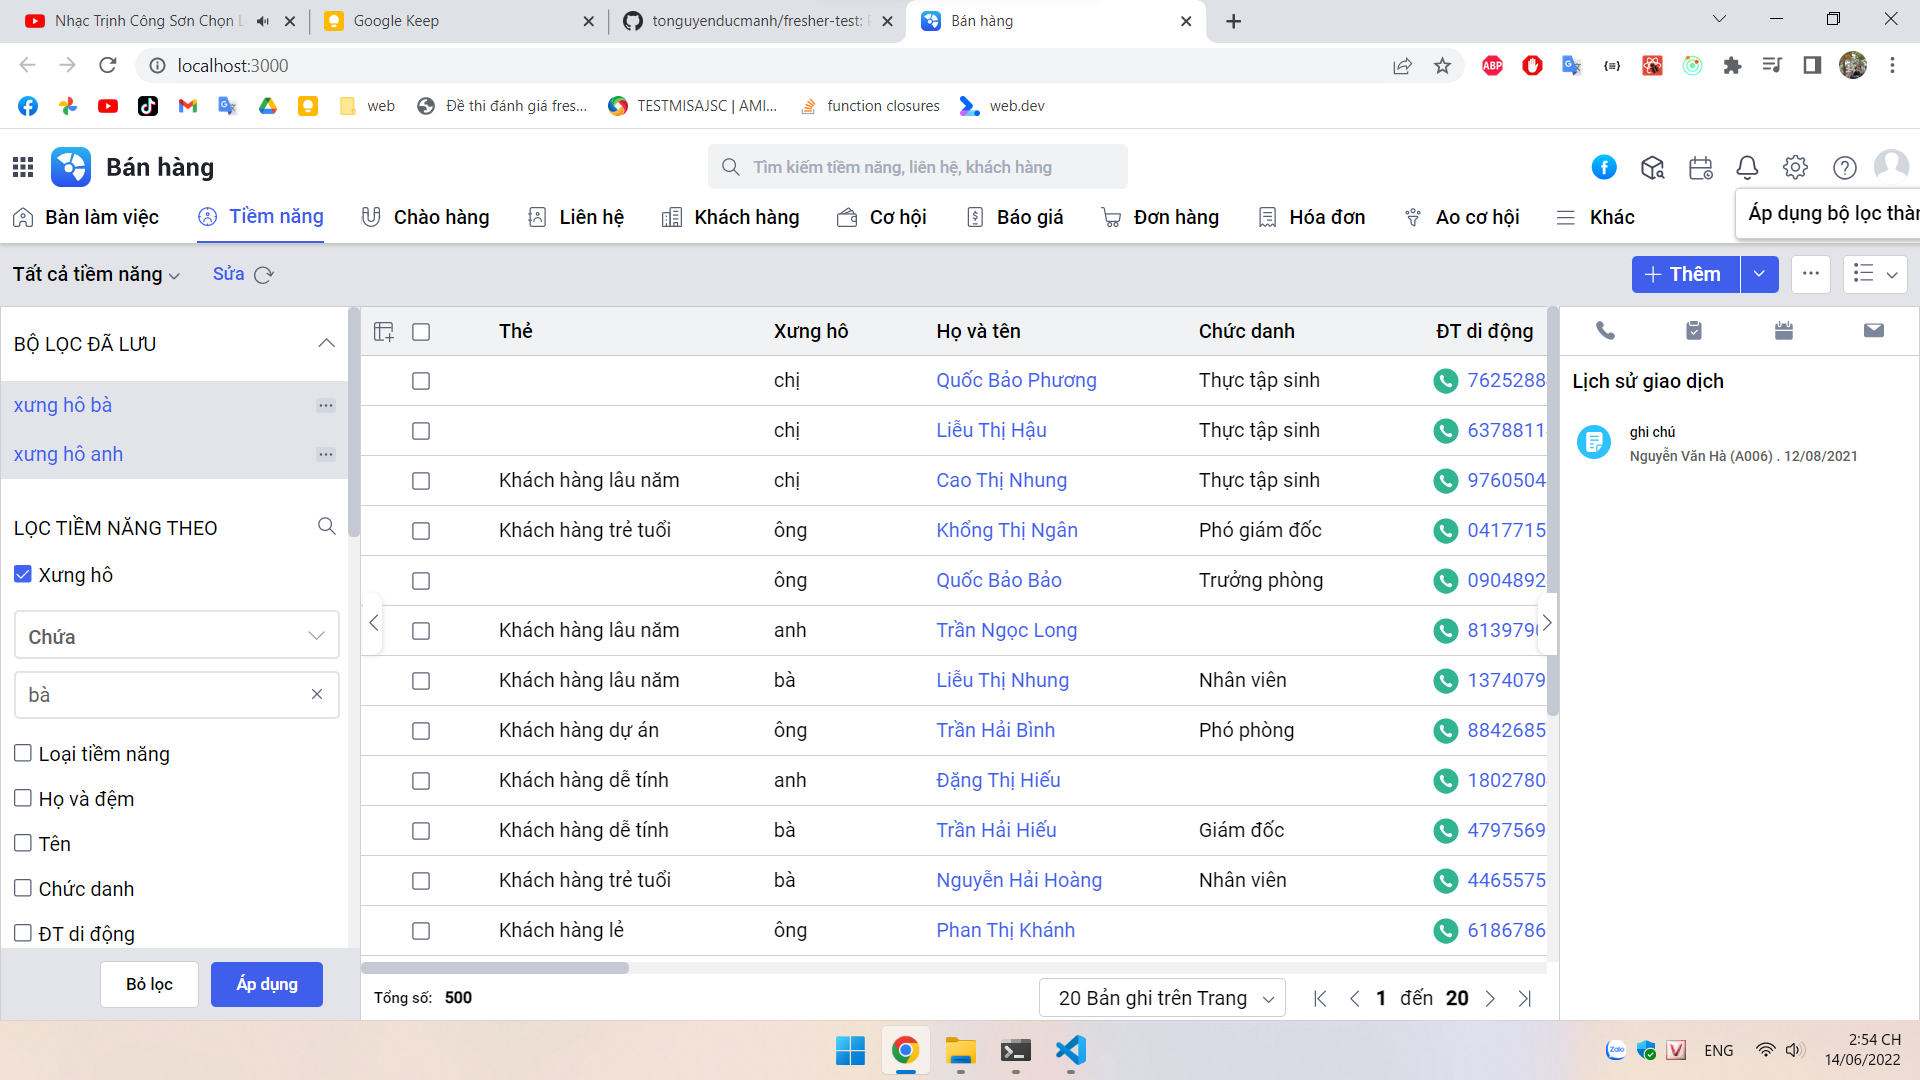 Nhạc Trịnh Công Sơn Chọn L
Google Keep
tonguyenducmanh/fresher-test:
Bán hàng
localhost:3000
ABP
web
Đề thi đánh giá fres...
TESTMISAJSC | AMI...
function closures
web.dev
Bán hàng
Tìm kiếm tiềm năng, liên hệ, khách hàng
Bàn làm việc
Tiềm năng
Chào hàng
Liên hệ
Khách hàng
Cơ hội
Báo giá
Đơn hàng
Hóa đơn
Ao cơ hội
Khác
Áp dụng bộ lọc thàn
Tất cả tiềm năng
Sửa
Thêm
BỘ LỌC ĐÃ LƯU
xưng hô bà
xưng hô anh
LỌC TIỀM NĂNG THEO
Xưng hô
Chứa
bà
Loại tiềm năng
Họ và đệm
Tên
Chức danh
ĐT di động
Bỏ lọc
Áp dụng
Thẻ Xưng hô Họ và tên Chức danh ĐT di động
chị Quốc Bảo Phương Thực tập sinh 7625288
chị Liễu Thị Hậu Thực tập sinh 6378811
Khách hàng lâu năm chị Cao Thị Nhung Thực tập sinh 9760504
Khách hàng trẻ tuổi ông Khổng Thị Ngân Phó giám đốc 0417715
ông Quốc Bảo Bảo Trưởng phòng 0904892
Khách hàng lâu năm anh Trần Ngọc Long 813979
Khách hàng lâu năm bà Liễu Thị Nhung Nhân viên 1374079
Khách hàng dự án ông Trần Hải Bình Phó phòng 8842685
Khách hàng dễ tính anh Đặng Thị Hiếu 1802780
Khách hàng dễ tính bà Trần Hải Hiếu Giám đốc 4797569
Khách hàng trẻ tuổi bà Nguyễn Hải Hoàng Nhân viên 4465575
Khách hàng lẻ ông Phan Thị Khánh 6186786
Tổng số: 500
20 Bản ghi trên Trang
1 đến 20
Lịch sử giao dịch
ghi chú
Nguyễn Văn Hà (A006) . 12/08/2021
Zalo
V
ENG
2:54 CH
14/06/2022